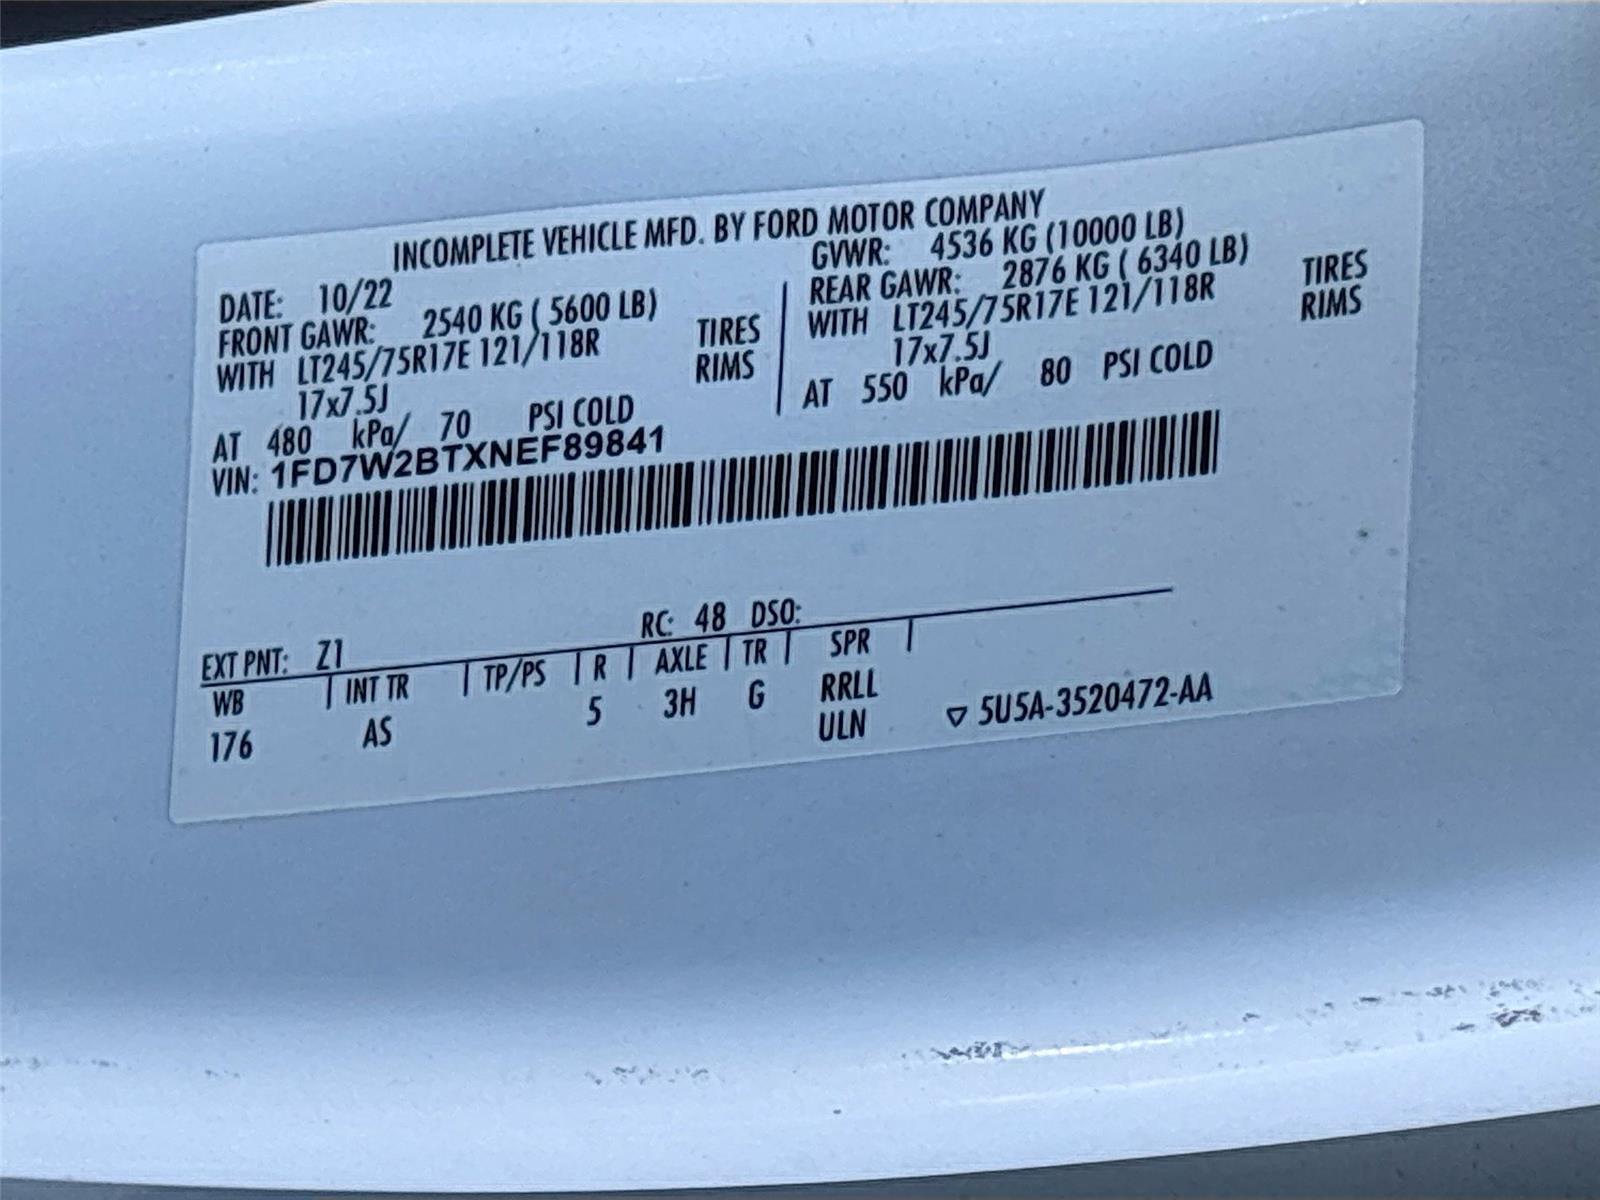 INCOMPLETE VEHICLE MFD. BY FORD MOTOR COMPANY
DATE: 10/22
FRONT GAWR: 2540 KG ( 5600 LB)
WITH LT245/75R17E 121/118R TIRES
17x7.5J RIMS
AT 480 kPa/ 70 PSI COLD
GVWR: 4536 KG (10000 LB)
REAR GAWR: 2876 KG ( 6340 LB)
WITH LT245/75R17E 121/118R TIRES
17x7.5J RIMS
AT 550 kPa/ 80 PSI COLD
VIN: 1FD7W2BTXNEF89841
EXT PNT: Z1 RC: 48 DSO:
WB | INT TR | TP/PS | R | AXLE | TR | SPR |
176 AS 5 3H G RRLL
ULN ▽ 5U5A-3520472-AA